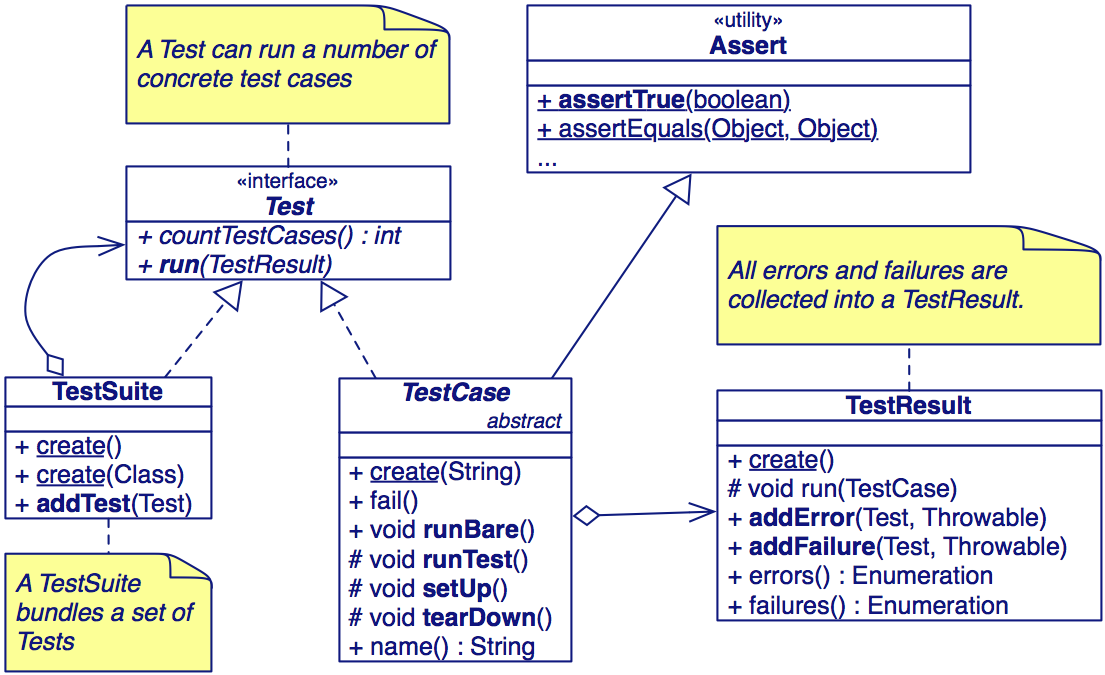 A Test can run a number of
concrete test cases
«utility»
Assert
+ assertTrue(boolean)
+ assertEquals(Object, Object)
...
«interface»
Test
+ countTestCases() : int
+ run(TestResult)
All errors and failures are
collected into a TestResult.
TestSuite
+ create()
+ create(Class)
+ addTest(Test)
A TestSuite
bundles a set of
Tests
TestCase
abstract
+ create(String)
+ fail()
+ void runBare()
# void runTest()
# void setUp()
# void tearDown()
+ name() : String
TestResult
+ create()
# void run(TestCase)
+ addError(Test, Throwable)
+ addFailure(Test, Throwable)
+ errors() : Enumeration
+ failures() : Enumeration